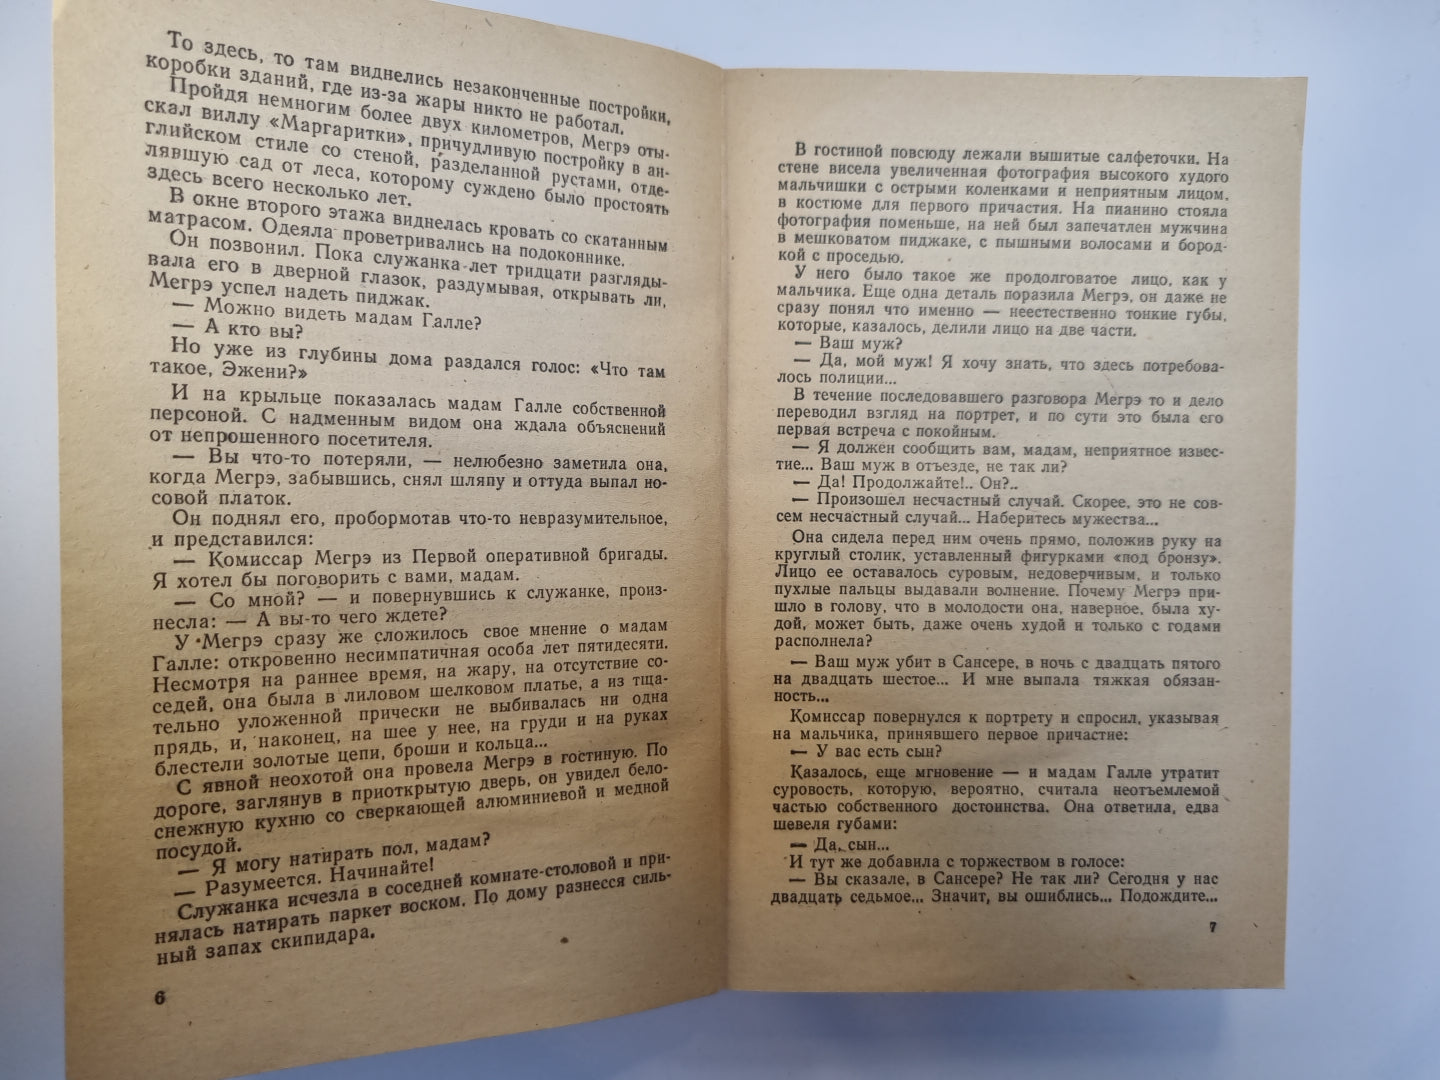 То здесь, то там виднелись незаконченные постройки,
коробки зданий, где из-за жары никто не работал.
Пройдя немногим более двух километров, Мегрэ оты-
скал виллу «Маргаритки», причудливую постройку в ан-
глийском стиле со стеной, разделанной рустами, отде-
лявшую сад от леса, которому суждено было простоять
здесь всего несколько лет.
В окне второго этажа виднелась кровать со скатанным
матрасом. Одеяла проветривались на подоконнике.
Он позвонил. Пока служанка лет тридцати разгляды-
вала его в дверной глазок, раздумывая, открывать ли,
Мегрэ успел надеть пиджак.
— Можно видеть мадам Галле?
— А кто вы?
Но уже из глубины дома раздался голос: «Что там
такое, Эжени?»
И на крыльце показалась мадам Галле собственной
персоной. С надменным видом она ждала объяснений
от непрошенного посетителя.
— Вы что-то потеряли, — нелюбезно заметила она,
когда Мегрэ, забывшись, снял шляпу и оттуда выпал но-
совой платок.
Он поднял его, пробормотав что-то невразумительное,
и представился:
— Комиссар Мегрэ из Первой оперативной бригады.
Я хотел бы поговорить с вами, мадам.
— Со мной? — и повернувшись к служанке, произ-
несла: — А вы-то чего ждете?
У Мегрэ сразу же сложилось свое мнение о мадам
Галле: откровенно несимпатичная особа лет пятидесяти.
Несмотря на раннее время, на жару, на отсутствие со-
седей, она была в лиловом шелковом платье, а из тща-
тельно уложенной прически не выбивалась ни одна
прядь, и, наконец, на шее у нее, на груди и на руках
блестели золотые цепи, броши и кольца...
С явной неохотой она провела Мегрэ в гостиную. По
дороге, заглянув в приоткрытую дверь, он увидел бело-
снежную кухню со сверкающей алюминиевой и медной
посудой.
— Я могу натирать пол, мадам?
— Разумеется. Начинайте!
Служанка исчезла в соседней комнате-столовой и при-
нялась натирать паркет воском. По дому разнесся силь-
ный запах скипидара.
6
В гостиной повсюду лежали вышитые салфеточки. На
стене висела увеличенная фотография высокого худого
мальчишки с острыми коленками и неприятным лицом,
в костюме для первого причастия. На пианино стояла
фотография поменьше, на ней был запечатлен мужчина
в мешковатом пиджаке, с пышными волосами и бород-
кой с проседью.
У него было такое же продолговатое лицо, как у
мальчика. Еще одна деталь поразила Мегрэ, он даже не
сразу понял что именно — неестественно тонкие губы,
которые, казалось, делили лицо на две части.
— Ваш муж?
— Да, мой муж! Я хочу знать, что здесь потребова-
лось полиции...
В течение последовавшего разговора Мегрэ то и дело
переводил взгляд на портрет, и по сути это была его
первая встреча с покойным.
— Я должен сообщить вам, мадам, неприятное извес-
тие... Ваш муж в отъезде, не так ли?
— Да! Продолжайте!.. Он?..
— Произошел несчастный случай. Скорее, это не сов-
сем несчастный случай... Наберитесь мужества...
Она сидела перед ним очень прямо, положив руку на
круглый столик, уставленный фигурками «под бронзу».
Лицо ее оставалось суровым, недоверчивым, и только
пухлые пальцы выдавали волнение. Почему Мегрэ при-
шло в голову, что в молодости она, наверное, была ху-
дой, может быть, даже очень худой и только с годами
располнела?
— Ваш муж убит в Сансере, в ночь с двадцать пятого
на двадцать шестое... И мне выпала тяжкая обязан-
ность...
Комиссар повернулся к портрету и спросил, указывая
на мальчика, принявшего первое причастие:
— У вас есть сын?
Казалось, еще мгновение — и мадам Галле утратит
суровость, которую, вероятно, считала неотъемлемой
частью собственного достоинства. Она ответила, едва
шевеля губами:
— Да, сын...
И тут же добавила с торжеством в голосе:
— Вы сказале, в Сансере? Не так ли? Сегодня у нас
двадцать седьмое... Значит, вы ошиблись... Подождите...
7